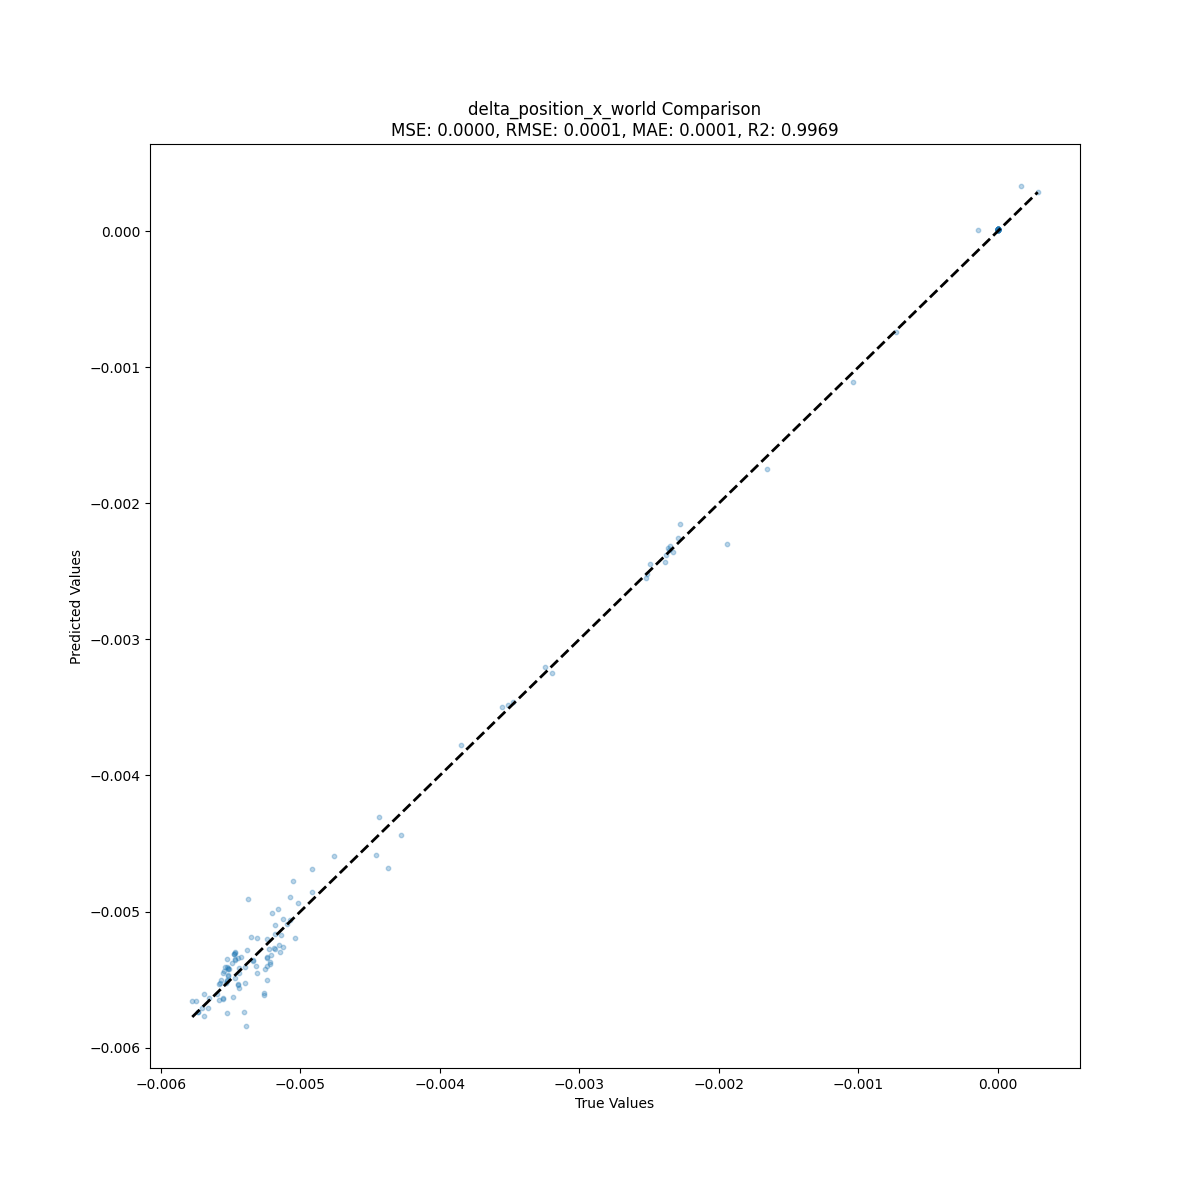 delta_position_x_world Comparison
MSE: 0.0000, RMSE: 0.0001, MAE: 0.0001, R2: 0.9969
0.000
−0.001
−0.002
−0.003
−0.004
−0.005
−0.006
Predicted Values
−0.006 −0.005 −0.004 −0.003 −0.002 −0.001 0.000
True Values